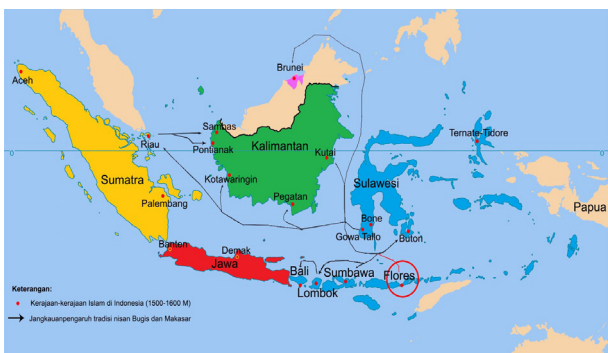 Brunei
Aceh
Sambas
Ternate-Tidore
Riau
Pontianak
Kalimantan
Kutai
Sumatra
Kotawaringin
Sulawesi
Papua
Palembang
Pegatan
Bone
Gowa Tallo
Buton
Banten
Demak
Jawa
Bali
Sumbawa
Flores
Lombok
Keterangan:
Kerajaan-kerajaan Islam di Indonesia (1500-1600 M)
Jangkauanpengaruh tradisi nisan Bugis dan Makasar